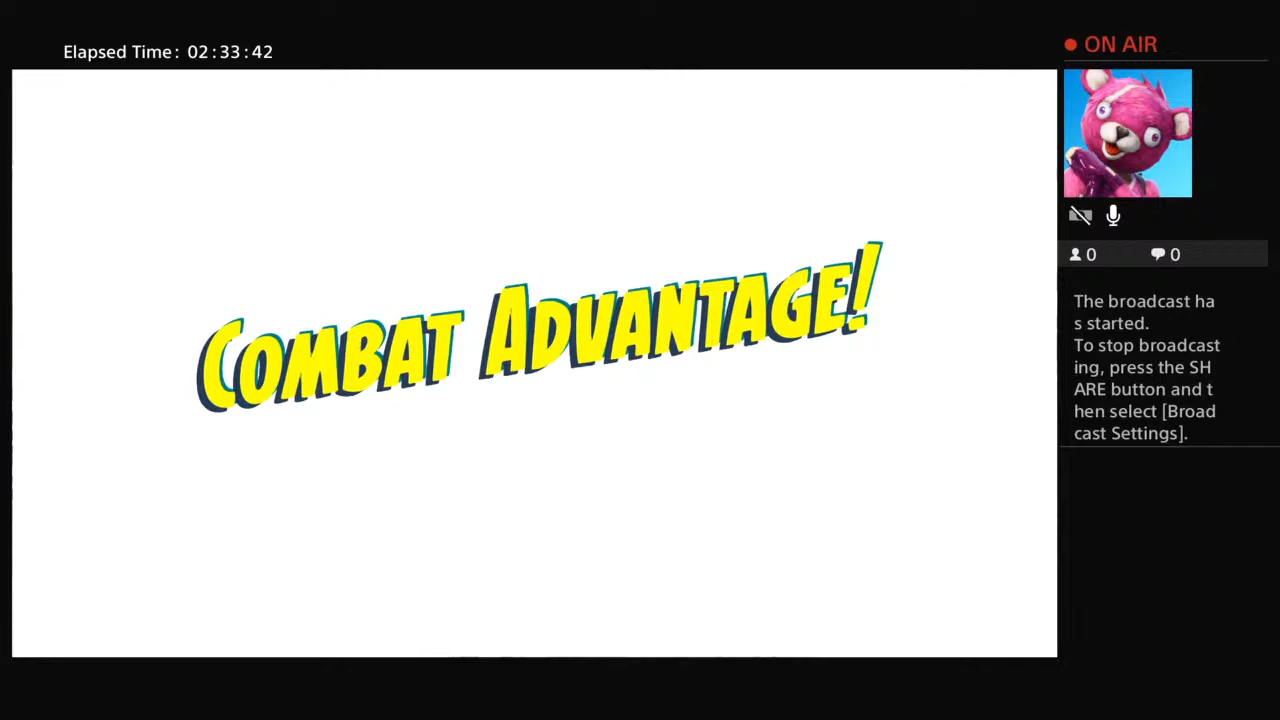 Elapsed Time: 02:33:42
ON AIR
COMBAT ADVANTAGE!
0
0
The broadcast ha
s started.
To stop broadcast
ing, press the SH
ARE button and t
hen select [Broad
cast Settings].